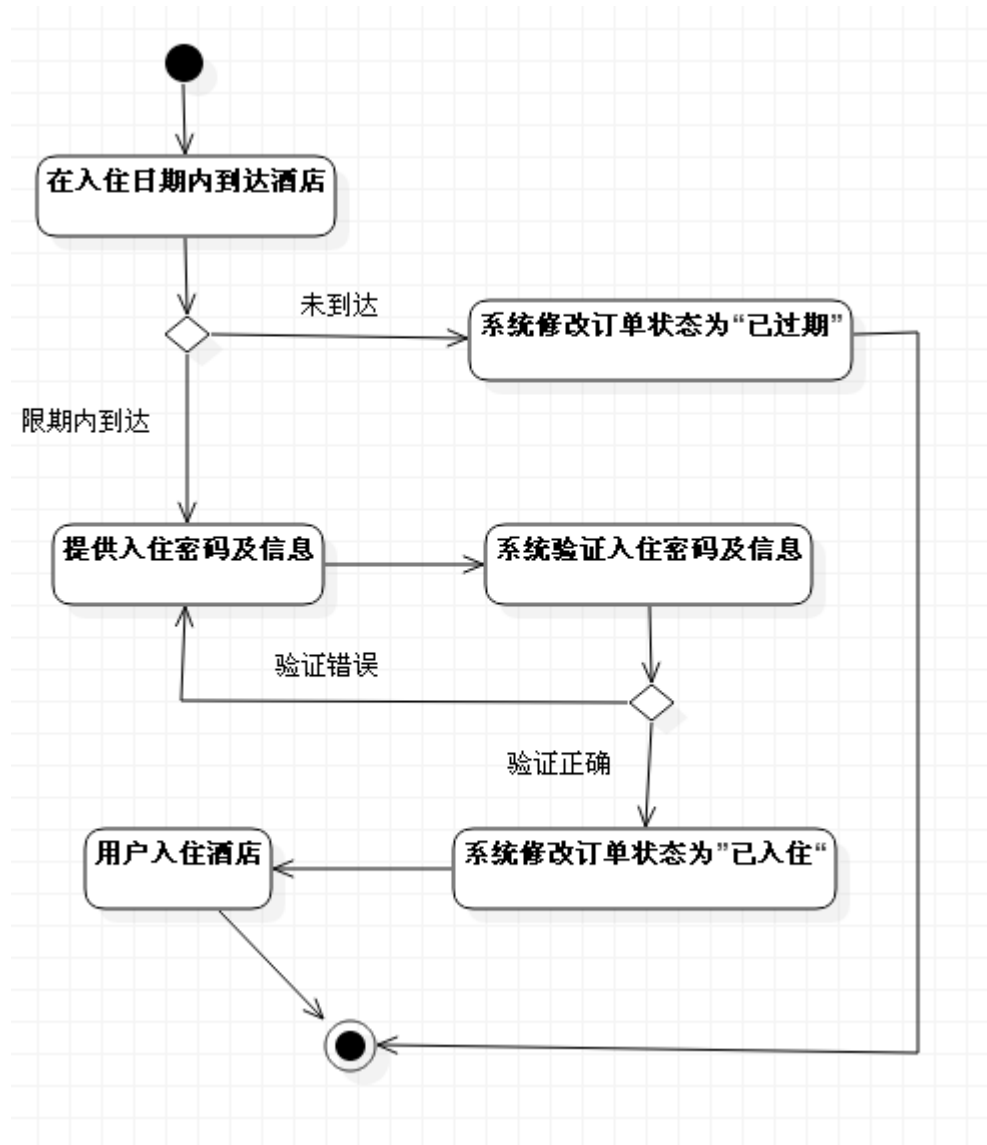 在入住日期内到达酒店
未到达
系统修改订单状态为“已过期”
限期内到达
提供入住密码及信息
系统验证入住密码及信息
验证错误
验证正确
用户入住酒店
系统修改订单状态为”已入住“